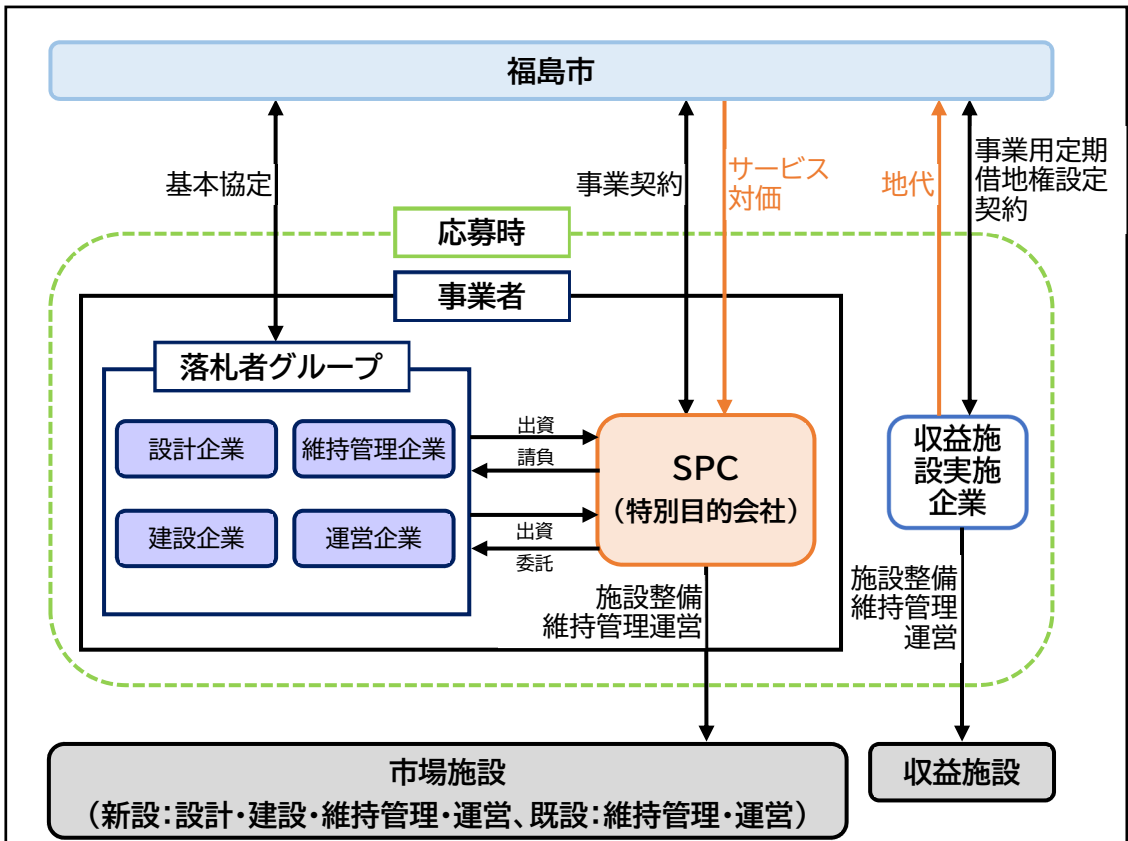 福島市
基本協定
事業契約
サービス
対価
地代
事業用定期
借地権設定
契約
応募時
事業者
落札者グループ
設計企業
維持管理企業
建設企業
運営企業
出資
請負
出資
委託
SPC
（特別目的会社）
収益施
設実施
企業
施設整備
維持管理運営
施設整備
維持管理
運営
市場施設
（新設：設計・建設・維持管理・運営、既設：維持管理・運営）
収益施設